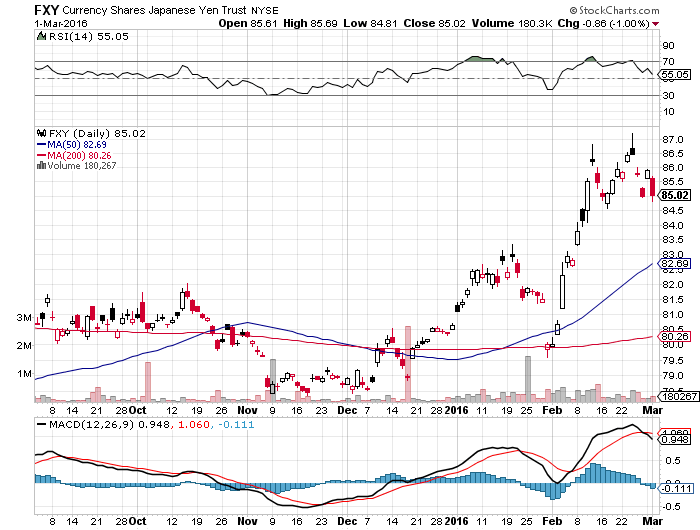 FXY Currency Shares Japanese Yen Trust NYSE © StockCharts.com
1-Mar-2016 Open 85.61 High 85.69 Low 84.81 Close 85.02 Volume 180.3K Chg -0.86 (-1.00%)
RSI(14) 55.05
90
70
55.05
50
30
10
FXY (Daily) 85.02
MA(50) 82.69
MA(200) 80.26
Volume 180,267
87.0
86.5
86.0
85.5
85.02
84.5
84.0
83.5
83.0
82.69
82.5
82.0
81.5
81.0
80.5
80.26
80.0
79.5
79.0
78.5
3M
2M
1M
180267
8 14 21 28 Oct 12 19 26 Nov 9 16 23 Dec 7 14 21 28 2016 11 19 25 Feb 8 16 22 Mar
MACD(12,26,9) 0.948, 1.060, -0.111
1.060
0.948
0.5
0.0
-0.111
-0.5
8 14 21 28 Oct 12 19 26 Nov 9 16 23 Dec 7 14 21 28 2016 11 19 25 Feb 8 16 22 Mar